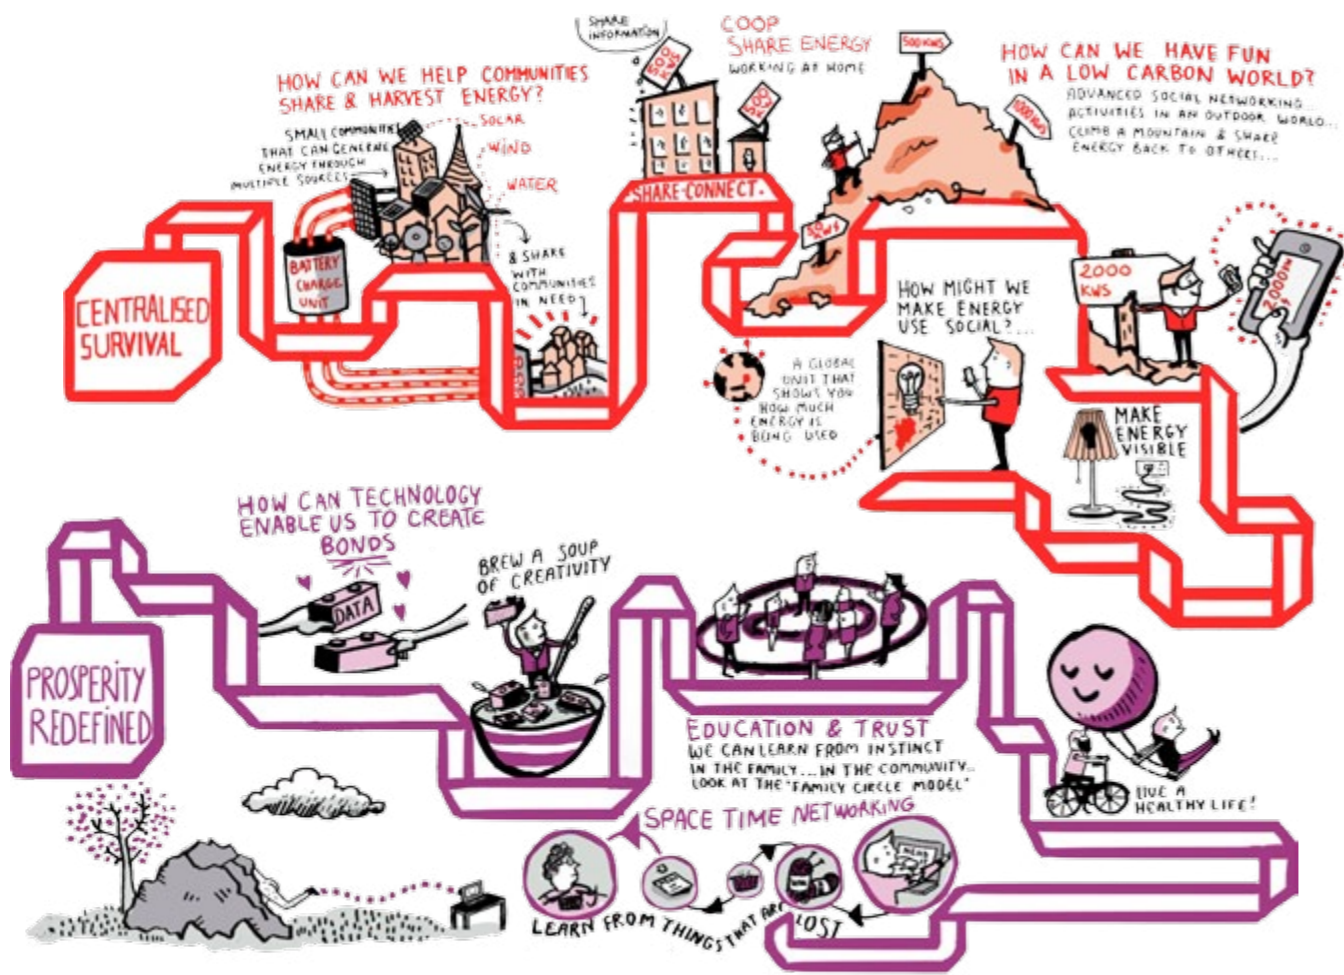 CENTRALISED
SURVIVAL
HOW CAN WE HELP COMMUNITIES
SHARE & HARVEST ENERGY?
SMALL COMMUNITIES
THAT CAN GENERATE
ENERGY THROUGH
MULTIPLE SOURCES
SOLAR
WIND
WATER
BATTERY
CHARGE
UNIT
& SHARE
WITH
COMMUNITIES
IN NEED
SHARE
INFORMATION
500
KWS
COOP
SHARE ENERGY
WORKING AT HOME
SHARE-CONNECT.
500 KWS
1000 KWS
50
KWS
HOW CAN WE HAVE FUN
IN A LOW CARBON WORLD?
ADVANCED SOCIAL NETWORKING...
ACTIVITIES IN AN OUTDOOR WORLD...
CLIMB A MOUNTAIN & SHARE
ENERGY BACK TO OTHERS...
2000
KWS
HOW MIGHT WE
MAKE ENERGY
USE SOCIAL?...
A GLOBAL
UNIT THAT
SHOWS YOU
HOW MUCH
ENERGY IS
BEING USED
MAKE
ENERGY
VISIBLE
PROSPERITY
REDEFINED
HOW CAN TECHNOLOGY
ENABLE US TO CREATE
BONDS
DATA
BREW A SOUP
OF CREATIVITY
EDUCATION & TRUST
WE CAN LEARN FROM INSTINCT
IN THE FAMILY... IN THE COMMUNITY...
LOOK AT THE "FAMILY CIRCLE MODEL"
LIVE A
HEALTHY LIFE!
SPACE TIME NETWORKING
LEARN FROM THINGS THAT ARE LOST